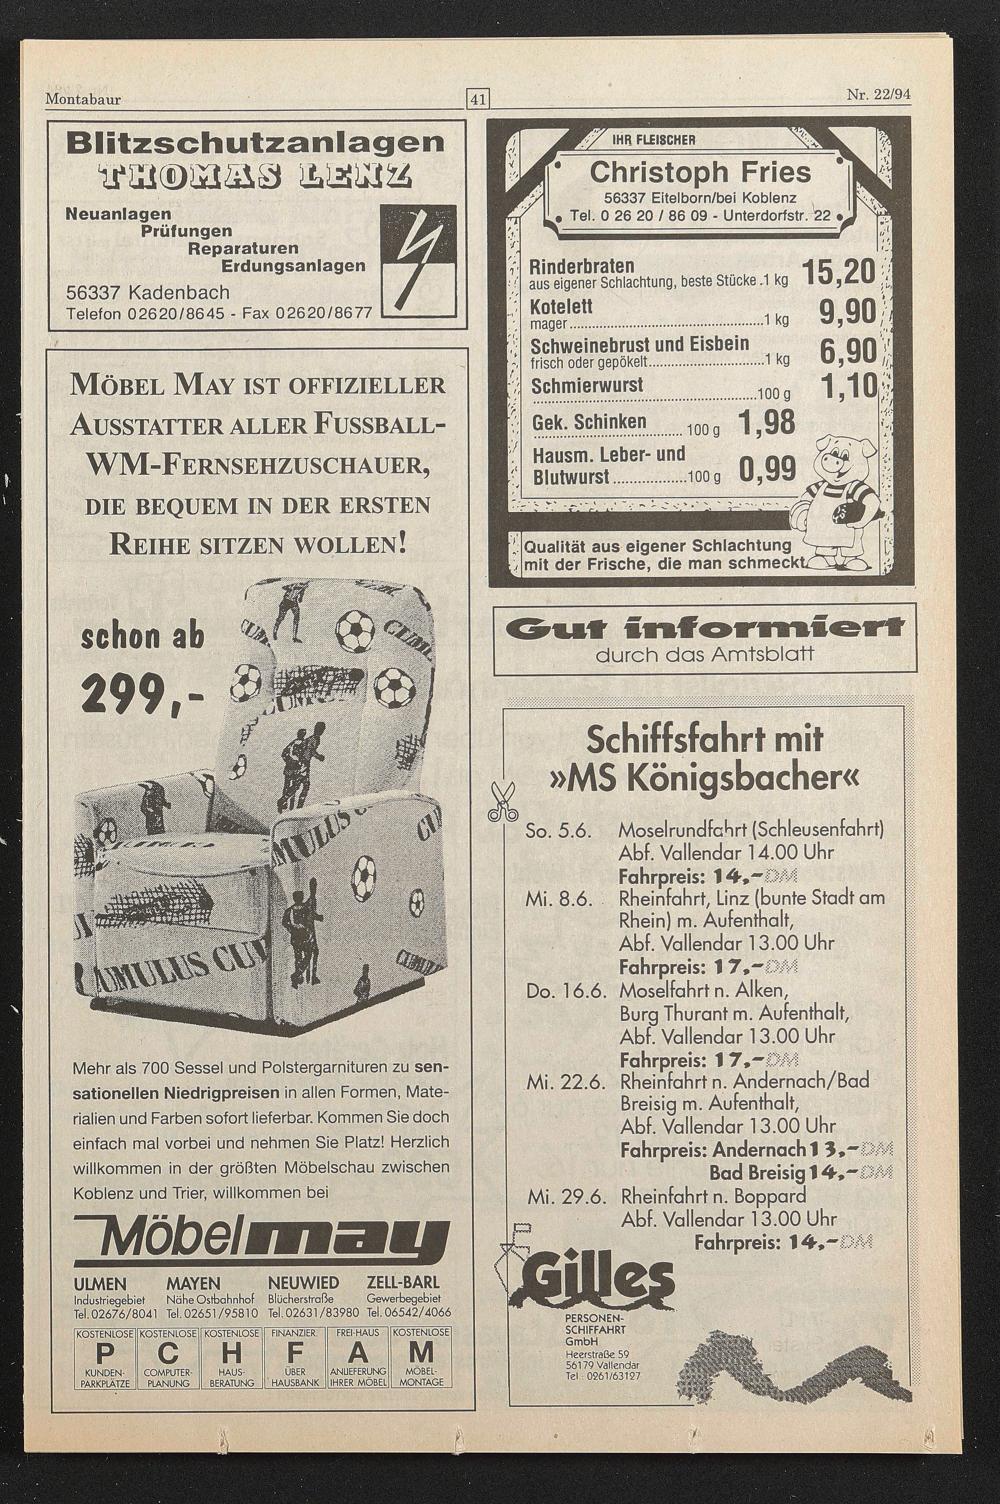 Montabaur
41
Nr. 22/94
Blitzschutzanlagen
THOMAS LENZ
Neuanlagen
Prüfungen
Reparaturen
Erdungsanlagen
56337 Kadenbach
Telefon 02620/8645 - Fax 02620/8677
MÖBEL MAY IST OFFIZIELLER
AUSSTATTER ALLER FUSSBALL-
WM-FERNSEHZUSCHAUER,
DIE BEQUEM IN DER ERSTEN
REIHE SITZEN WOLLEN!
schon ab
299,-
CUMULUS CU
CUMULUS CUM
Mehr als 700 Sessel und Polstergarnituren zu sen-
sationellen Niedrigpreisen in allen Formen, Mate-
rialien und Farben sofort lieferbar. Kommen Sie doch
einfach mal vorbei und nehmen Sie Platz! Herzlich
willkommen in der größten Möbelschau zwischen
Koblenz und Trier, willkommen bei
Möbel may
ULMEN MAYEN NEUWIED ZELL-BARL
Industriegebiet Nähe Ostbahnhof Blücherstraße Gewerbegebiet
Tel. 02676/8041 Tel. 02651/95810 Tel. 02631/83980 Tel. 06542/4066
KOSTENLOSE KOSTENLOSE KOSTENLOSE FINANZIER. FREI-HAUS KOSTENLOSE
P C H F A M
KUNDEN- COMPUTER- HAUS- ÜBER ANLIEFERUNG MÖBEL-
PARKPLÄTZE PLANUNG BERATUNG HAUSBANK IHRER MÖBEL MONTAGE
IHR FLEISCHER
Christoph Fries
56337 Eitelborn/bei Koblenz
Tel. 0 26 20 / 86 09 - Unterdorfstr. 22
Rinderbraten
aus eigener Schlachtung, beste Stücke .1 kg 15,20
Kotelett
mager.......1 kg 9,90
Schweinebrust und Eisbein
frisch oder gepökelt.......1 kg 6,90
Schmierwurst
.......100 g 1,10
Gek. Schinken
.......100 g 1,98
Hausm. Leber- und
Blutwurst.......100 g 0,99
Qualität aus eigener Schlachtung
mit der Frische, die man schmeckt.
Gut informiert
durch das Amtsblatt
Schiffsfahrt mit
»MS Königsbacher«
So. 5.6. Moselrundfahrt (Schleusenfahrt)
Abf. Vallendar 14.00 Uhr
Fahrpreis: 14,-DM
Mi. 8.6. Rheinfahrt, Linz (bunte Stadt am
Rhein) m. Aufenthalt,
Abf. Vallendar 13.00 Uhr
Fahrpreis: 17,-DM
Do. 16.6. Moselfahrt n. Alken,
Burg Thurant m. Aufenthalt,
Abf. Vallendar 13.00 Uhr
Fahrpreis: 17,-DM
Mi. 22.6. Rheinfahrt n. Andernach/Bad
Breisig m. Aufenthalt,
Abf. Vallendar 13.00 Uhr
Fahrpreis: Andernach 13,-DM
Bad Breisig 14,-DM
Mi. 29.6. Rheinfahrt n. Boppard
Abf. Vallendar 13.00 Uhr
Fahrpreis: 14,-DM
Gilles
PERSONEN-
SCHIFFAHRT
GmbH
Heerstraße 59
56179 Vallendar
Tel.: 0261/63127